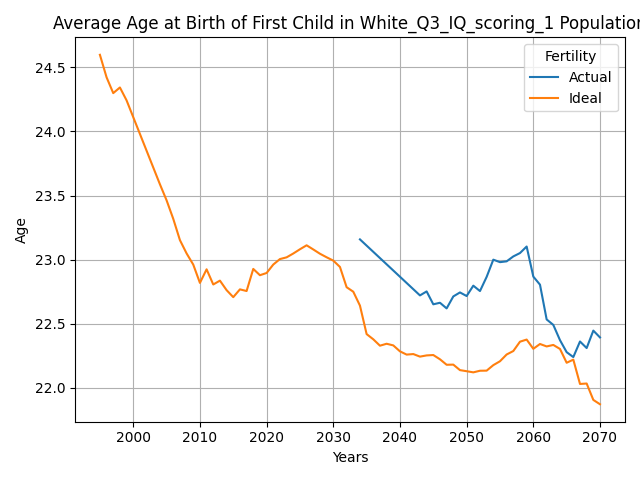 Average Age at Birth of First Child in White_Q3_IQ_scoring_1 Population
Fertility
Actual
Ideal
24.5
24.0
23.5
23.0
22.5
22.0
Age
2000 2010 2020 2030 2040 2050 2060 2070
Years